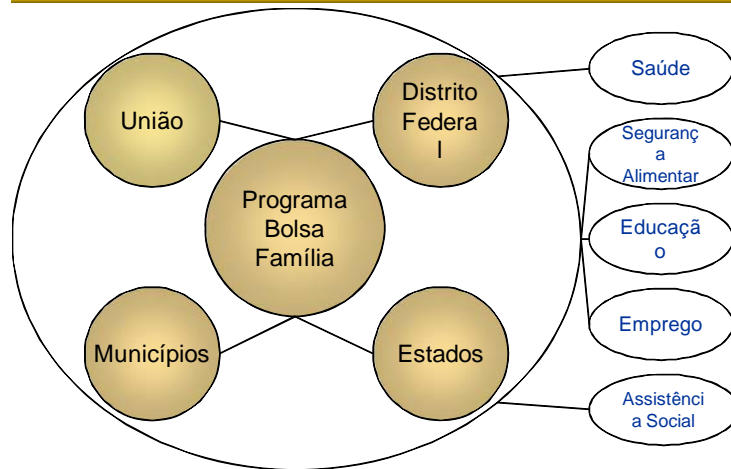 União
Distrito
Federa
l
Programa
Bolsa
Família
Municípios
Estados
Saúde
Seguranç
a
Alimentar
Educaçã
o
Emprego
Assistênci
a Social